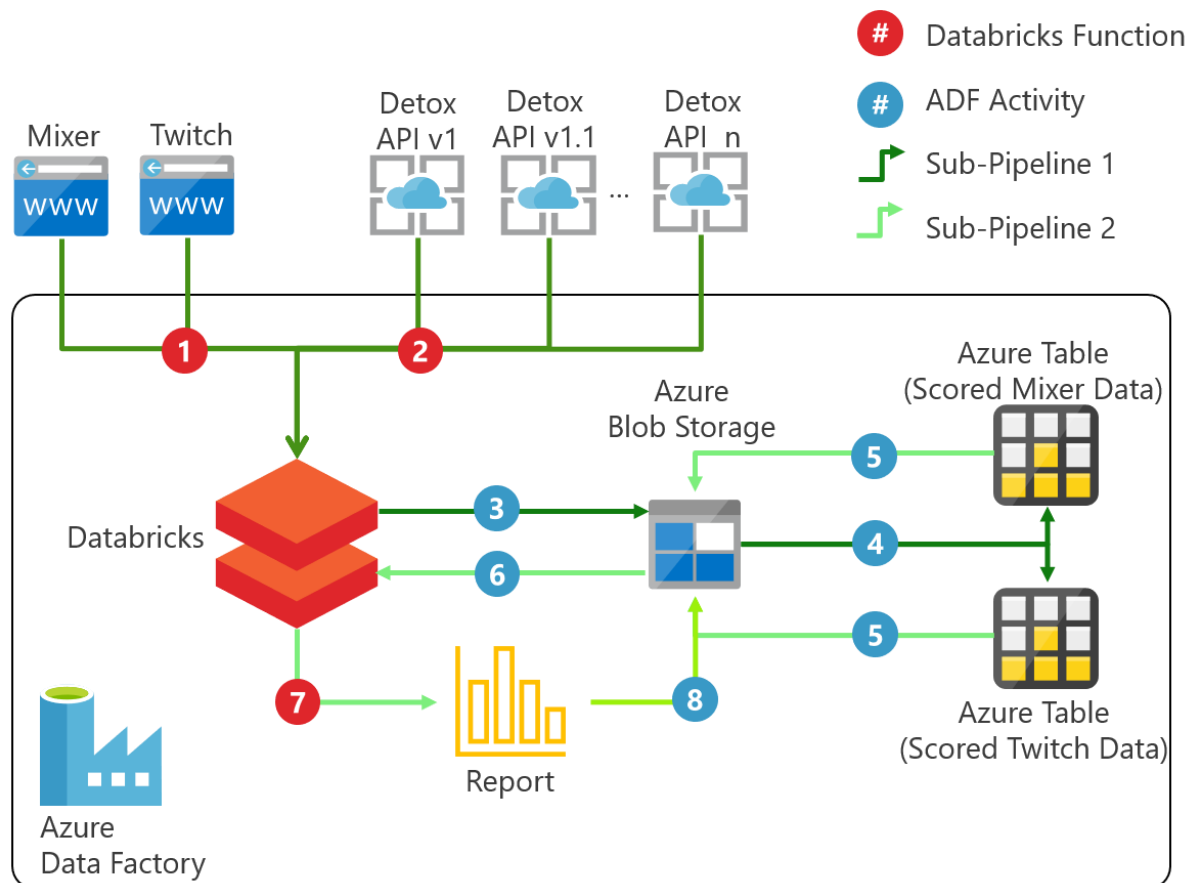 #
Databricks Function
#
ADF Activity
Sub-Pipeline 1
Sub-Pipeline 2
Mixer
WWW
Twitch
WWW
Detox
API v1
Detox
API v1.1
...
Detox
API n
1
2
Azure Table
(Scored Mixer Data)
Azure
Blob Storage
5
3
Databricks
4
6
5
7
8
Azure Table
(Scored Twitch Data)
Report
Azure
Data Factory